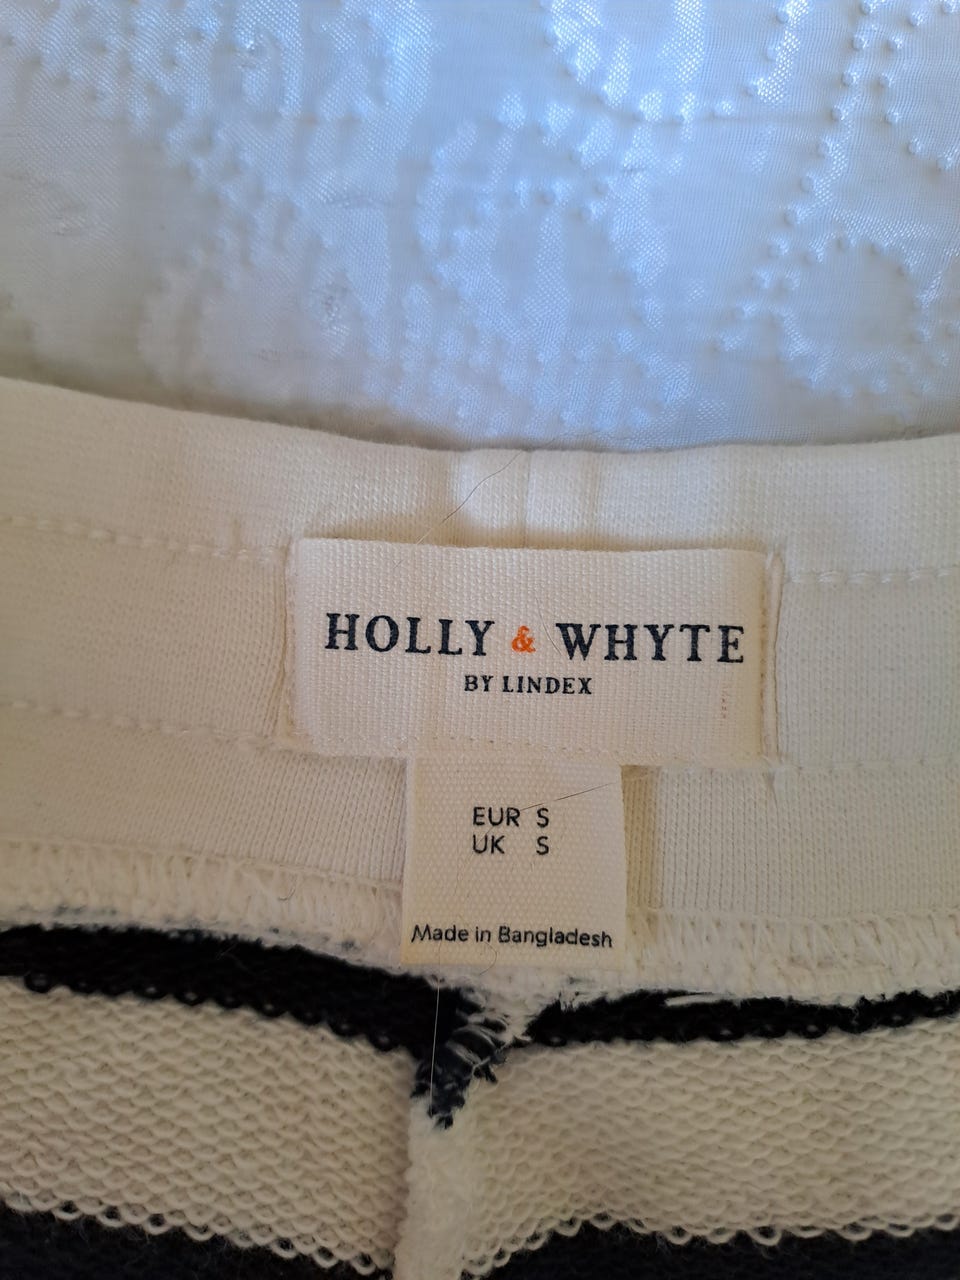 HOLLY & WHYTE
BY LINDEX
EUR S
UK S
Made in Bangladesh